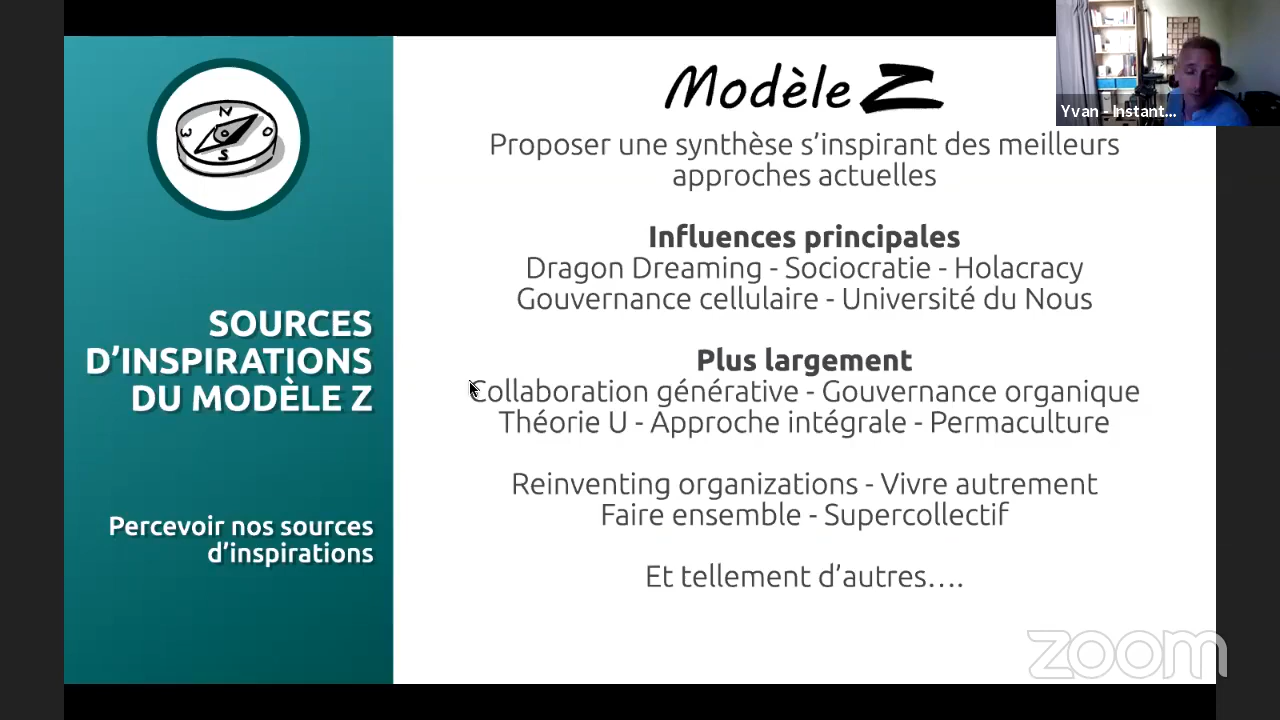 N
W
O
S
SOURCES
D’INSPIRATIONS
DU MODÈLE Z
Percevoir nos sources
d’inspirations
Modèle Z
Proposer une synthèse s’inspirant des meilleurs
approches actuelles
Influences principales
Dragon Dreaming - Sociocratie - Holacracy
Gouvernance cellulaire - Université du Nous
Plus largement
Collaboration générative - Gouvernance organique
Théorie U - Approche intégrale - Permaculture
Reinventing organizations - Vivre autrement
Faire ensemble - Supercollectif
Et tellement d’autres….
Yvan - Instant...
zoom